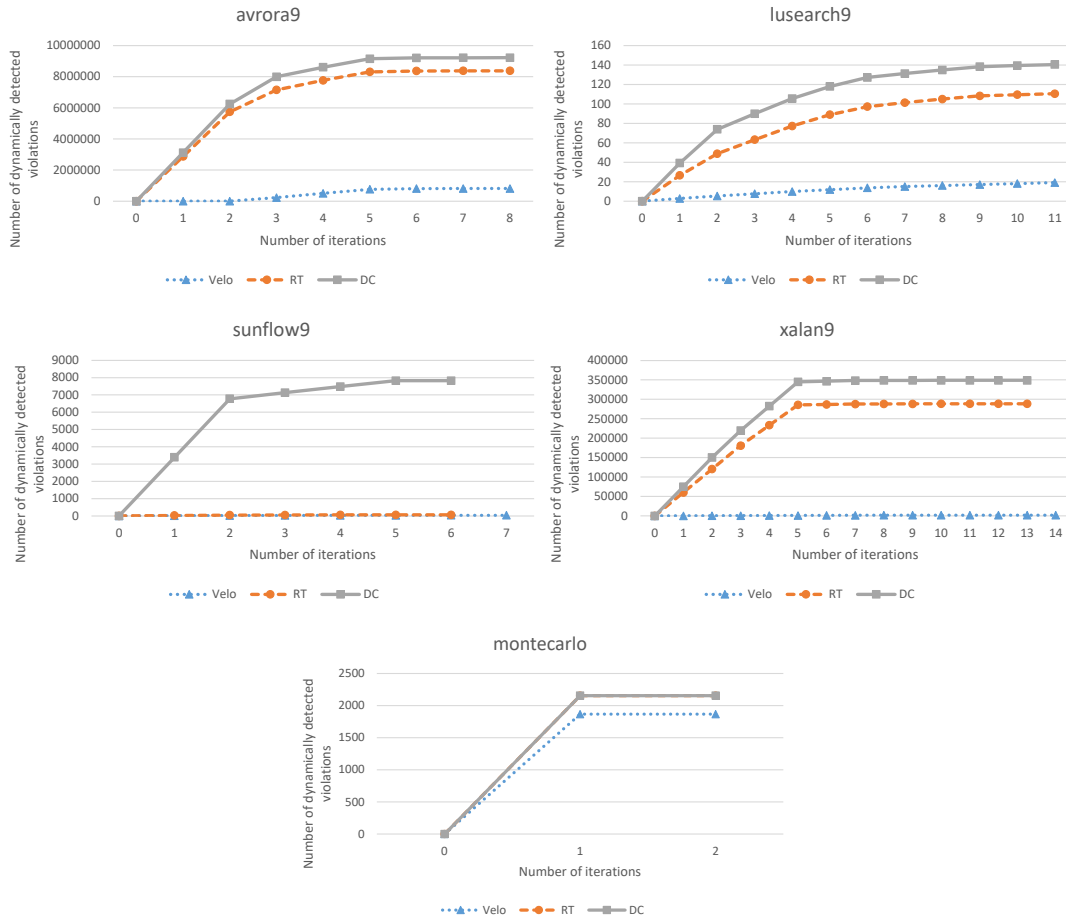 avrora9
Number of dynamically detected
violations
10000000
8000000
6000000
4000000
2000000
0
0 1 2 3 4 5 6 7 8
Number of iterations
Velo RT DC
lusearch9
Number of dynamically detected
violations
160
140
120
100
80
60
40
20
0
0 1 2 3 4 5 6 7 8 9 10 11
Number of iterations
Velo RT DC
sunflow9
Number of dynamically detected
violations
9000
8000
7000
6000
5000
4000
3000
2000
1000
0
0 1 2 3 4 5 6 7
Number of iterations
Velo RT DC
xalan9
Number of dynamically detected
violations
400000
350000
300000
250000
200000
150000
100000
50000
0
0 1 2 3 4 5 6 7 8 9 10 11 12 13 14
Number of iterations
Velo RT DC
montecarlo
Number of dynamically detected
violations
2500
2000
1500
1000
500
0
0 1 2
Number of iterations
Velo RT DC